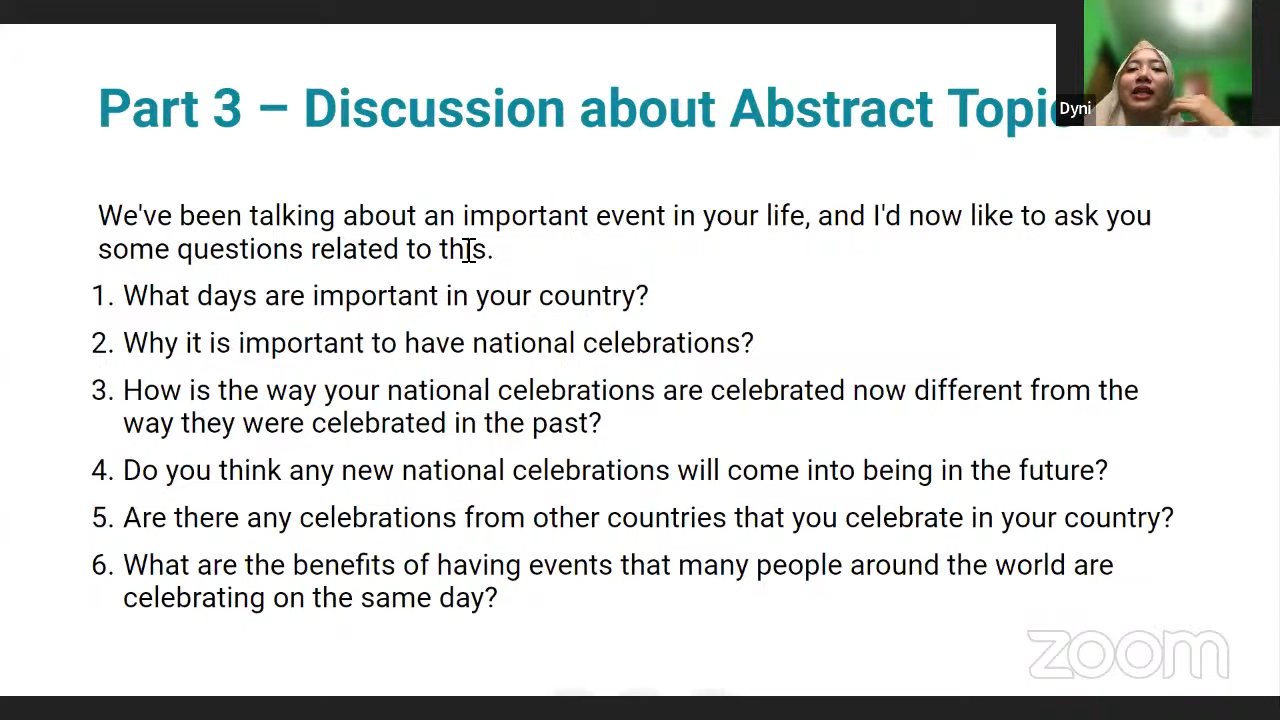 Part 3 – Discussion about Abstract Topic
Dyni
We've been talking about an important event in your life, and I'd now like to ask you
some questions related to this.
1. What days are important in your country?
2. Why it is important to have national celebrations?
3. How is the way your national celebrations are celebrated now different from the
way they were celebrated in the past?
4. Do you think any new national celebrations will come into being in the future?
5. Are there any celebrations from other countries that you celebrate in your country?
6. What are the benefits of having events that many people around the world are
celebrating on the same day?
zoom